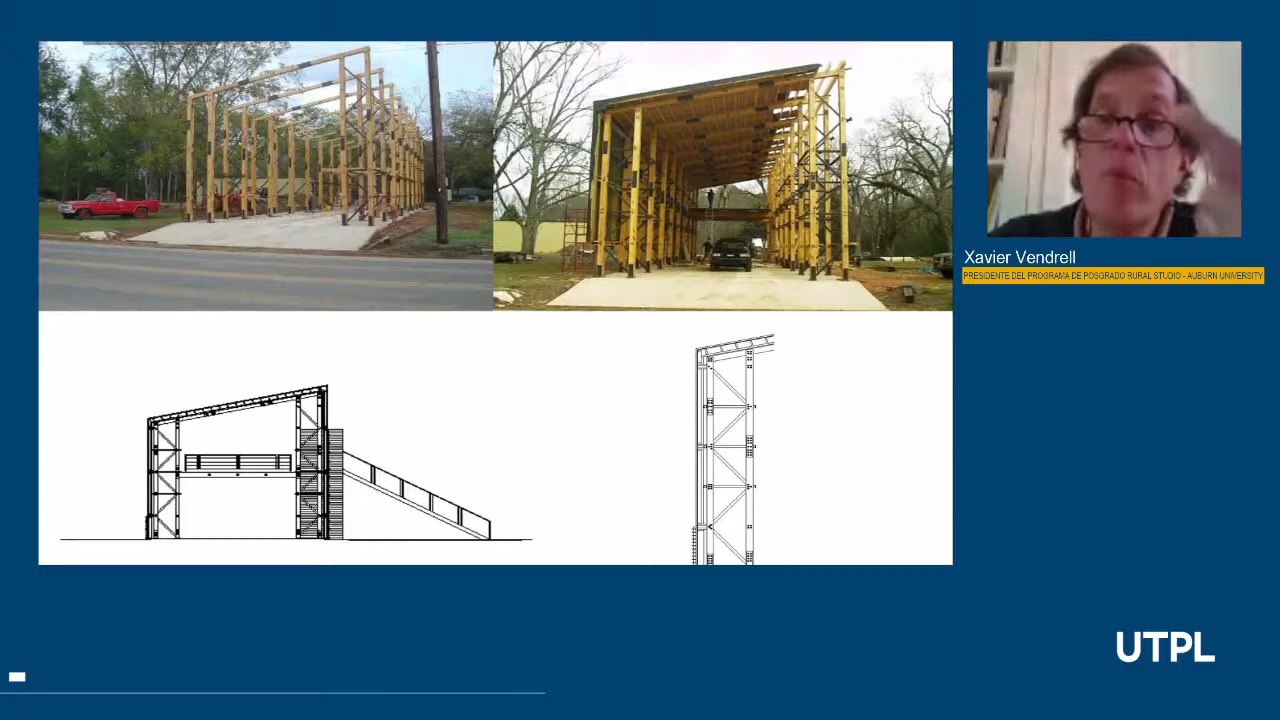 Xavier Vendrell
PRESIDENTE DEL PROGRAMA DE POSGRADO RURAL STUDIO - AUBURN UNIVERSITY
UTPL